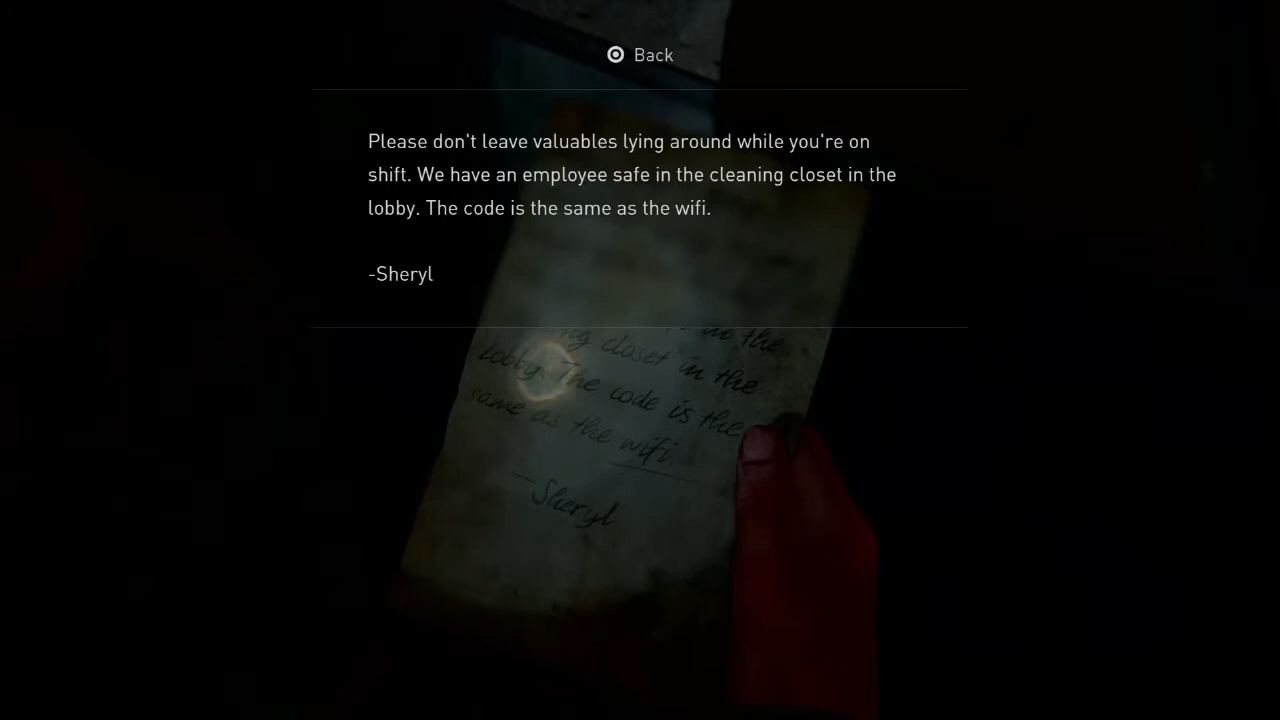 Back
Please don't leave valuables lying around while you're on
shift. We have an employee safe in the cleaning closet in the
lobby. The code is the same as the wifi.
-Sheryl
in the
closet in the
lobby. The code is the
same as the wifi.
-Sheryl